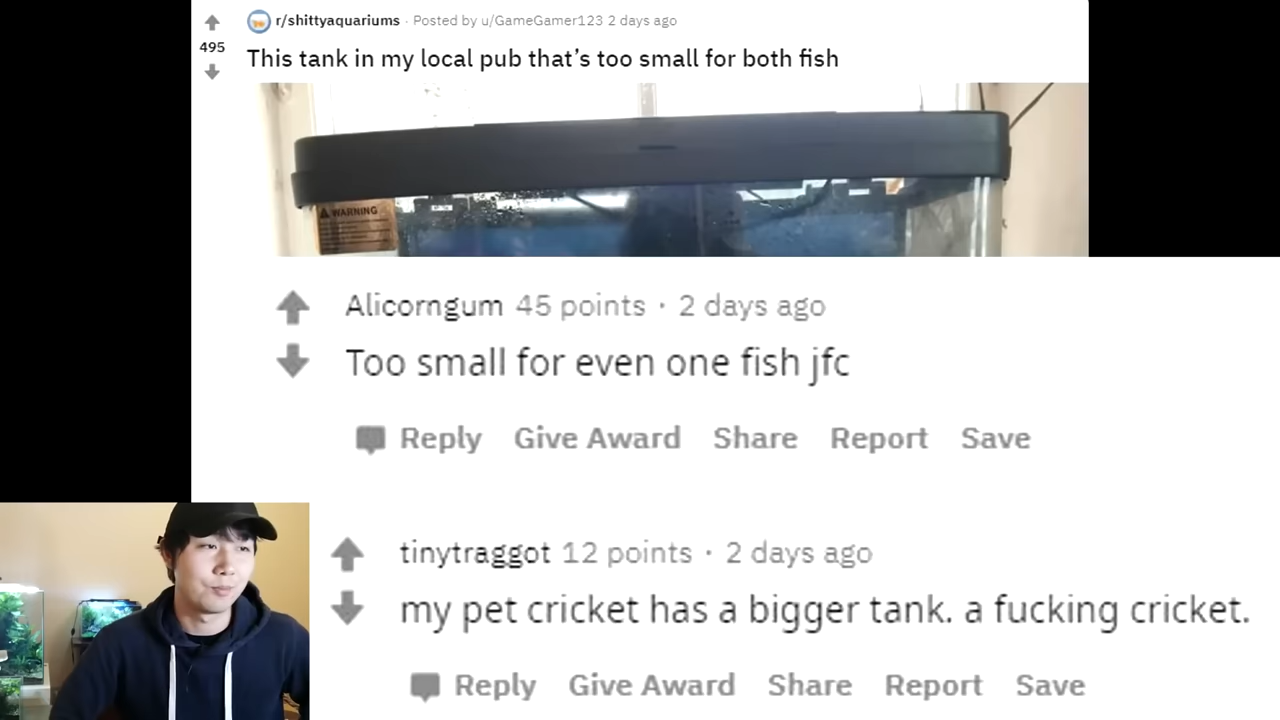 r/shittyaquariums · Posted by u/GameGamer123 2 days ago
495
This tank in my local pub that’s too small for both fish
WARNING
Alicorngum 45 points · 2 days ago
Too small for even one fish jfc
Reply Give Award Share Report Save
tinytraggot 12 points · 2 days ago
my pet cricket has a bigger tank. a fucking cricket.
Reply Give Award Share Report Save